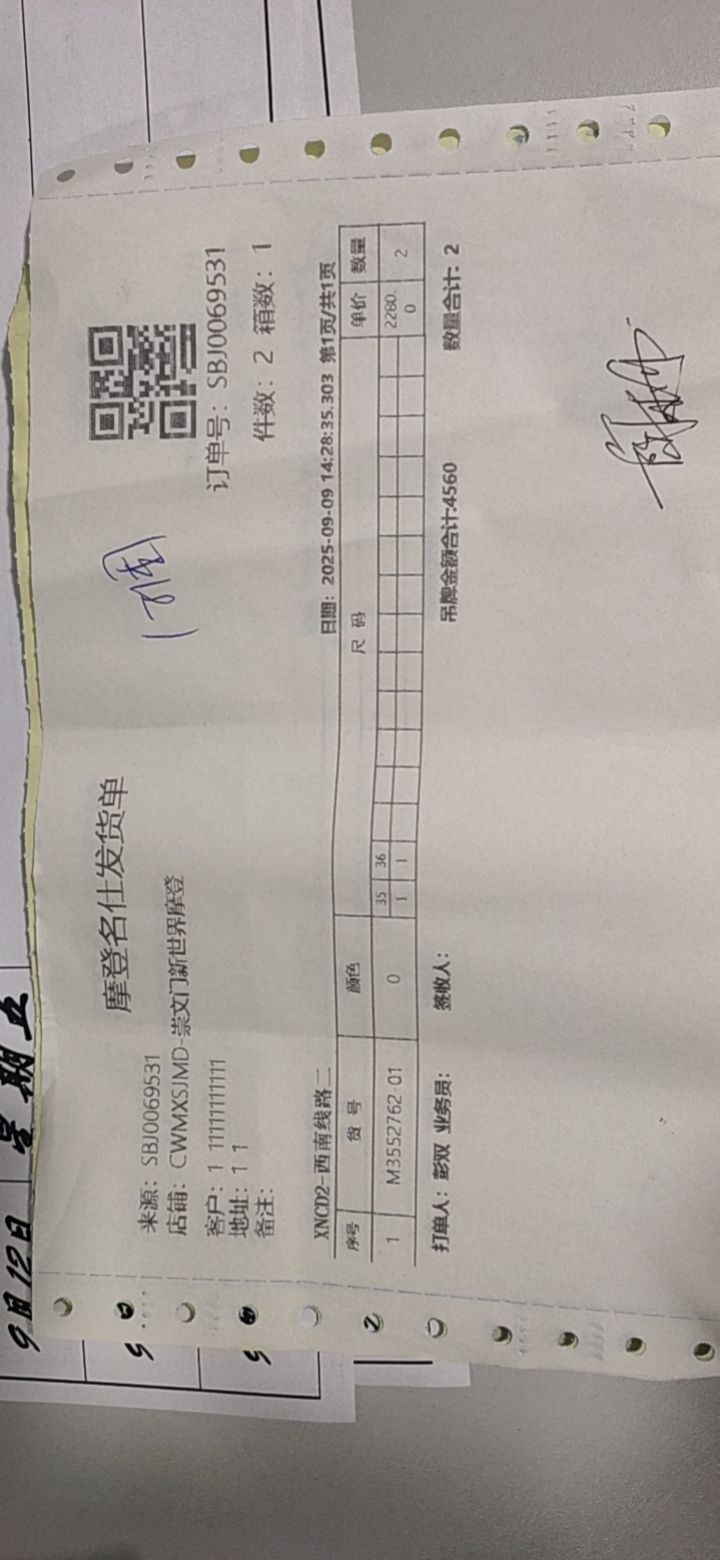 9月12日 星期五
摩登名仕发货单
来源：SBJ0069531
店铺：CWMXSJMD-崇文门新世界摩登
订单号：SBJ0069531
客户：1 11111111111
地址：1 1
件数：2 箱数：1
备注：
XNCD2-西南线路二 日期：2025-09-09 14:28:35.303 第1页/共1页
序号 货 号 颜色 尺 码 单价 数量
35 36
1 M3552762-01 0 1 1 2280.0 2
打单人：彭双 业务员： 签收人： 吊牌金额合计:4560 数量合计: 2